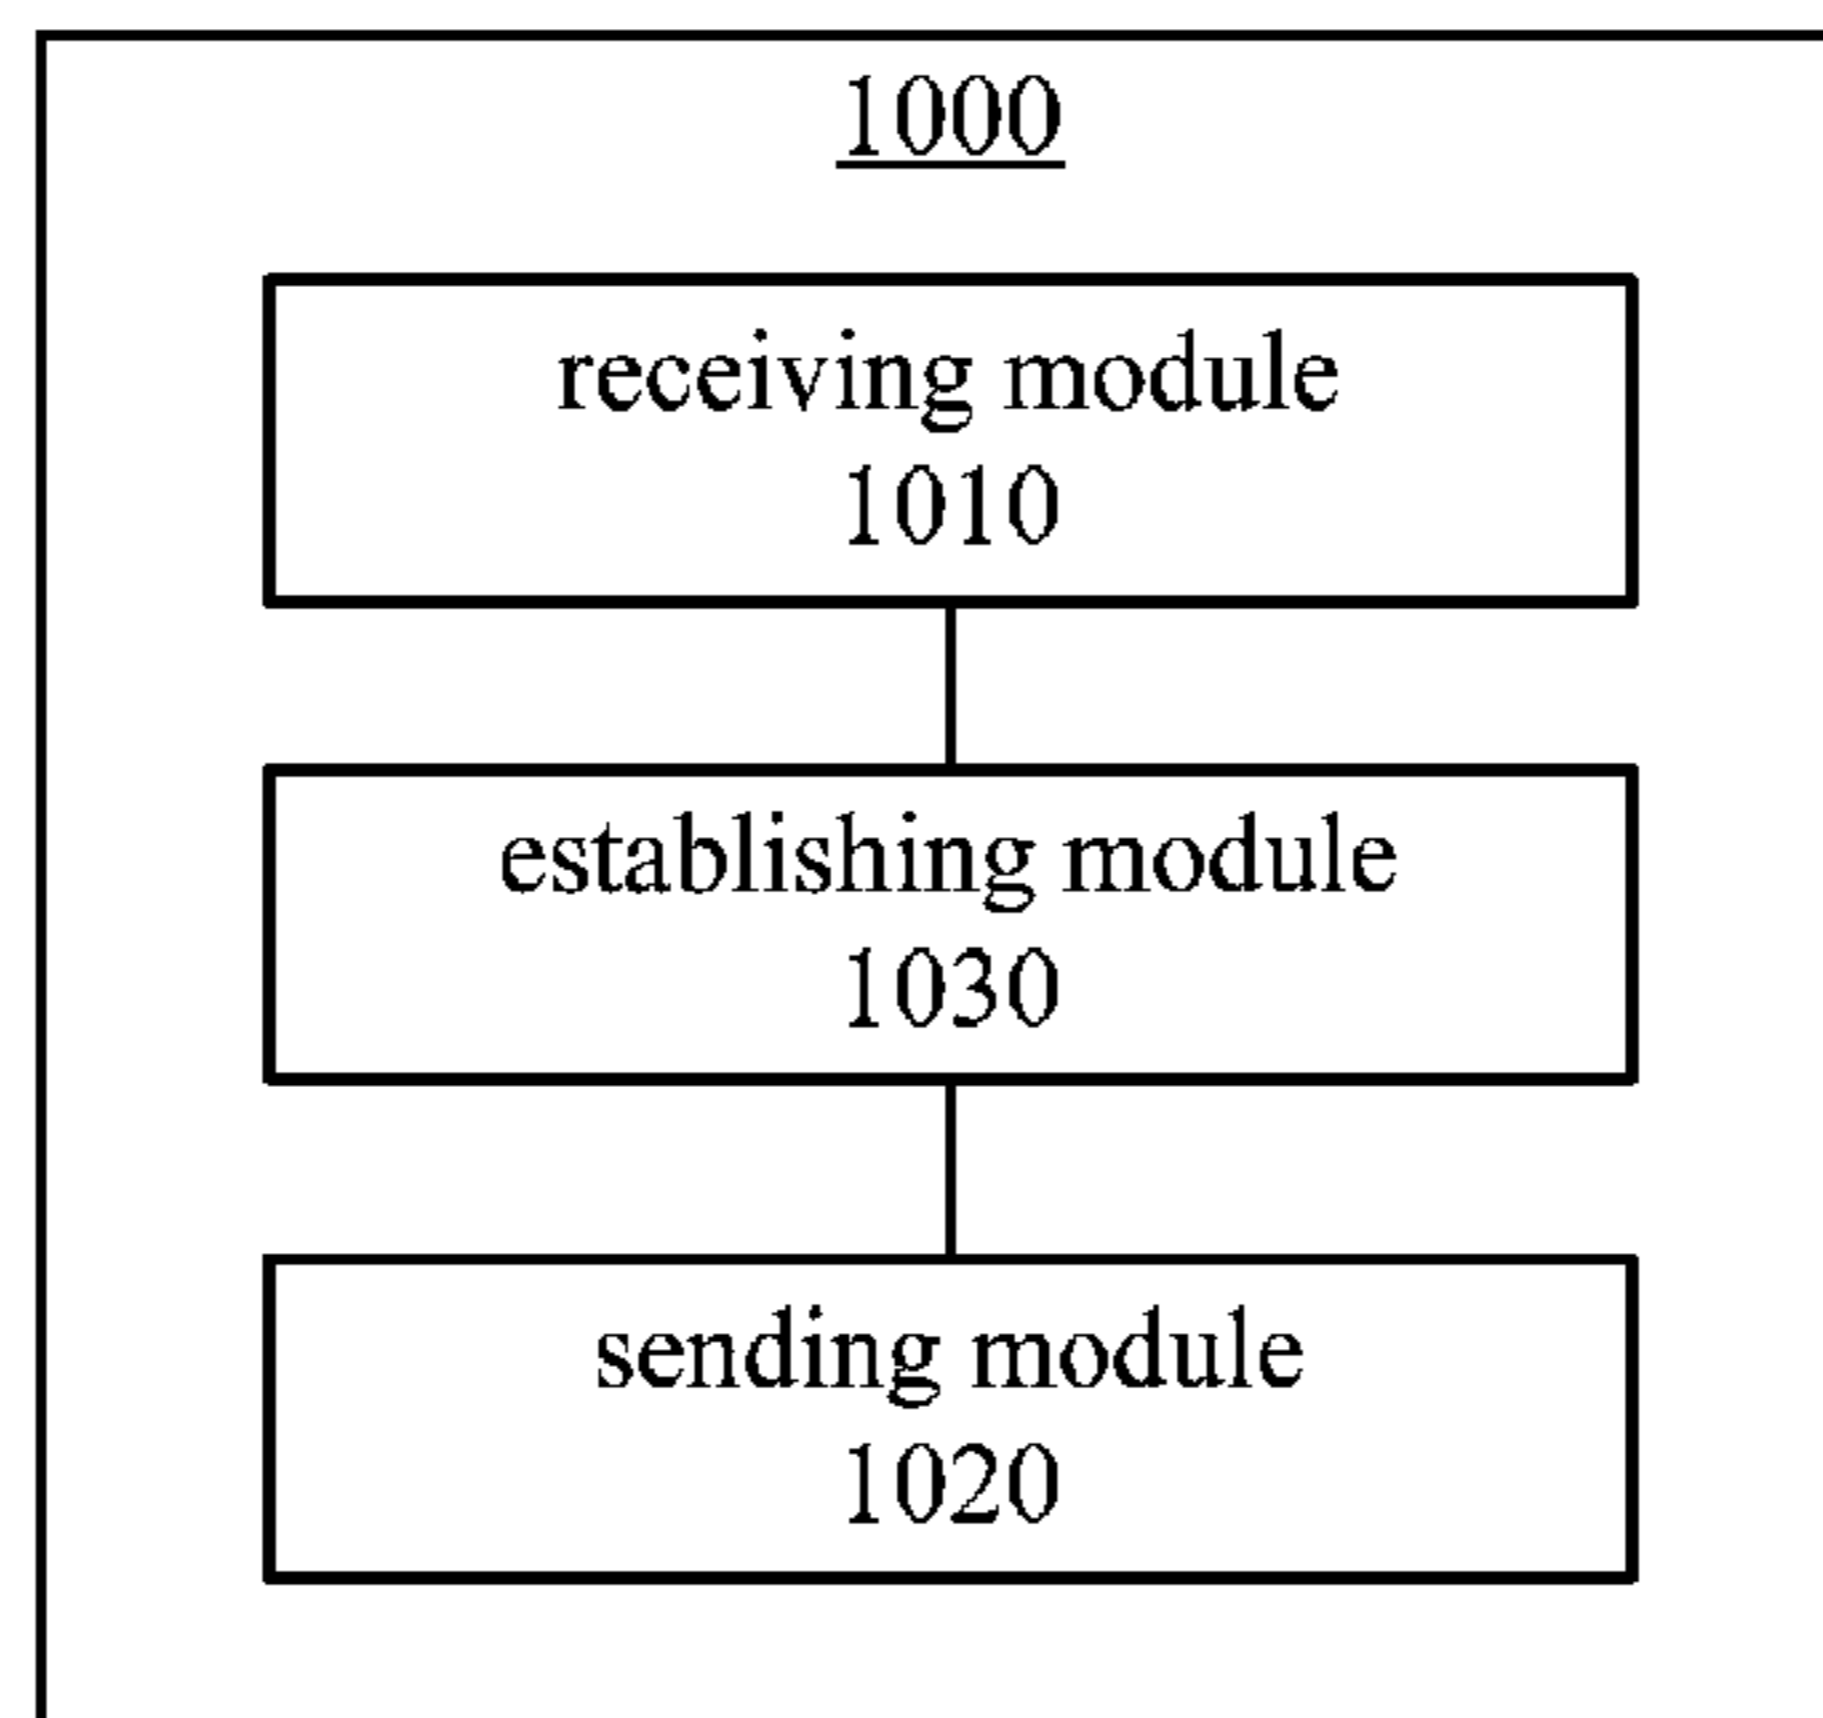 1000
receiving module
1010
establishing module
1030
sending module
1020